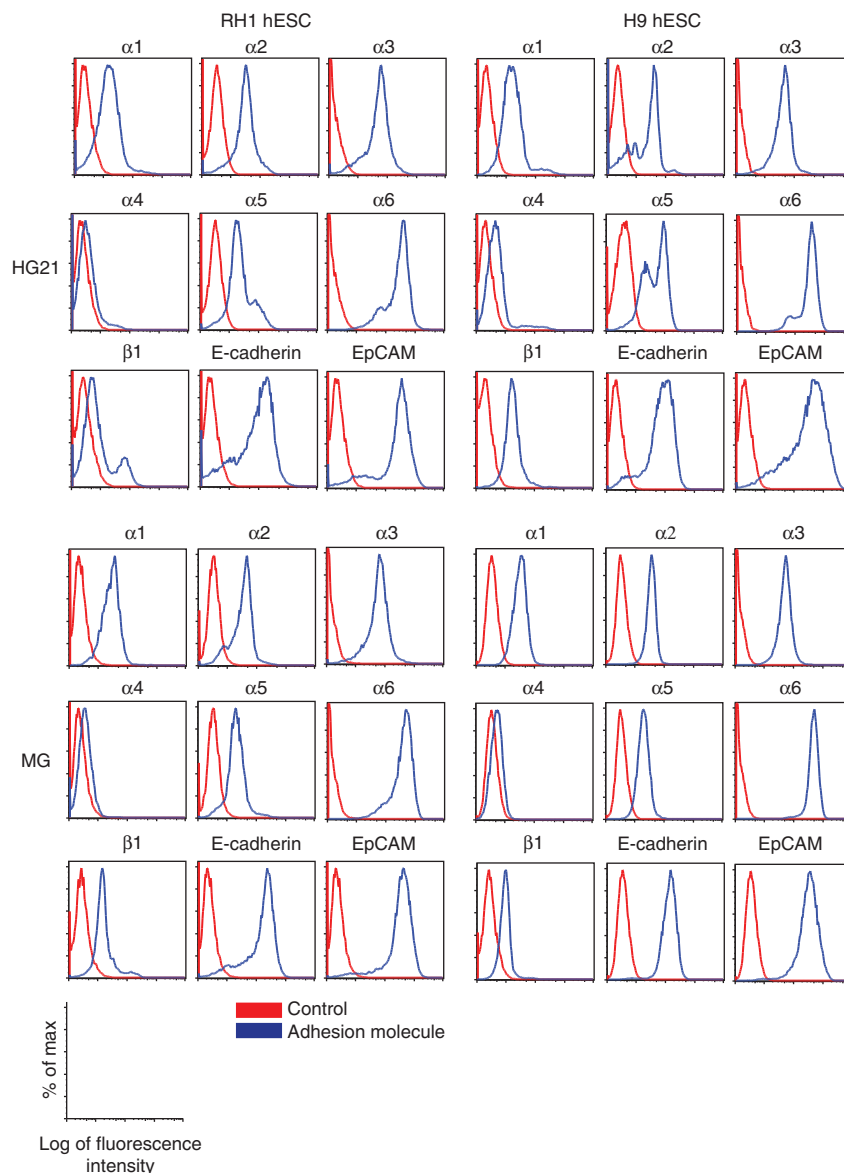 RH1 hESC H9 hESC
α1 α2 α3 α1 α2 α3
α4 α5 α6 α4 α5 α6
HG21
β1 E-cadherin EpCAM β1 E-cadherin EpCAM
α1 α2 α3 α1 α2 α3
α4 α5 α6 α4 α5 α6
MG
β1 E-cadherin EpCAM β1 E-cadherin EpCAM
Control
Adhesion molecule
% of max
Log of fluorescence
intensity